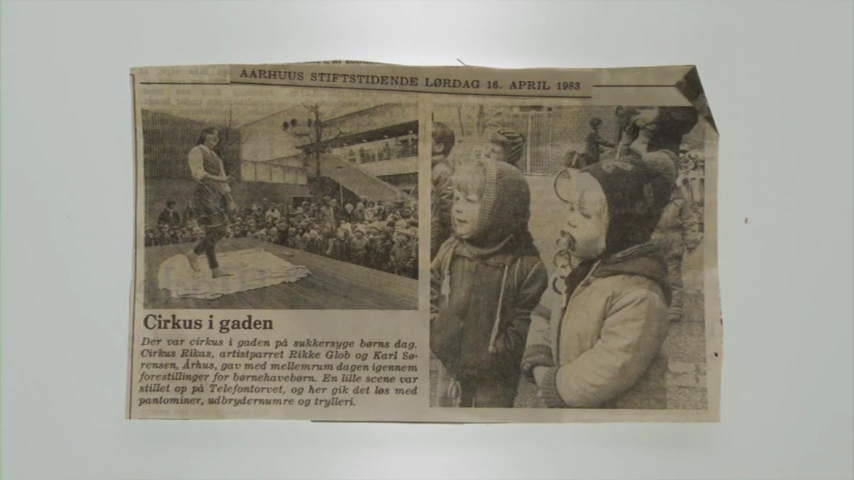 AARHUUS STIFTSTIDENDE LØRDAG 16. APRIL 1983
Cirkus i gaden
Der var cirkus i gaden på sukkersyge børns dag.
Cirkus Rikas, artistparret Rikke Glob og Karl Sø-
rensen, Århus, gav med mellemrum dagen igennem
forestillinger for børnehavebørn. En lille scene var
stillet op på Telefontorvet, og her gik det løs med
pantominer, udbrydernumre og trylleri.